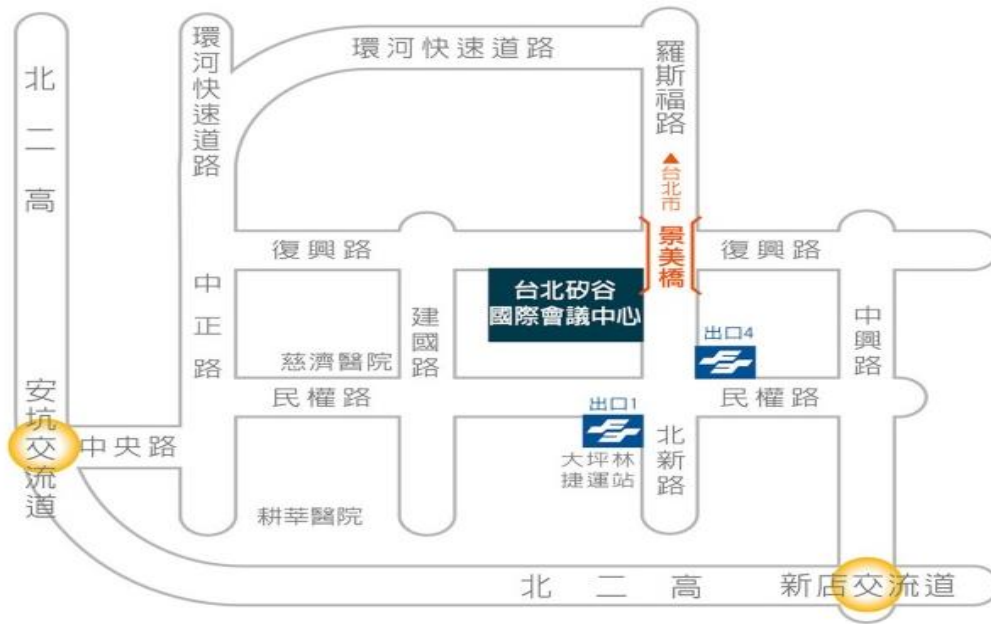 北二高
環河快速道路
環河快速道路
羅斯福路
▲台北市
景美橋
復興路
復興路
中正路
建國路
台北矽谷
國際會議中心
中興路
出口4
慈濟醫院
民權路
民權路
出口1
安坑交流道
中央路
大坪林
捷運站
北新路
耕莘醫院
北二高
新店交流道